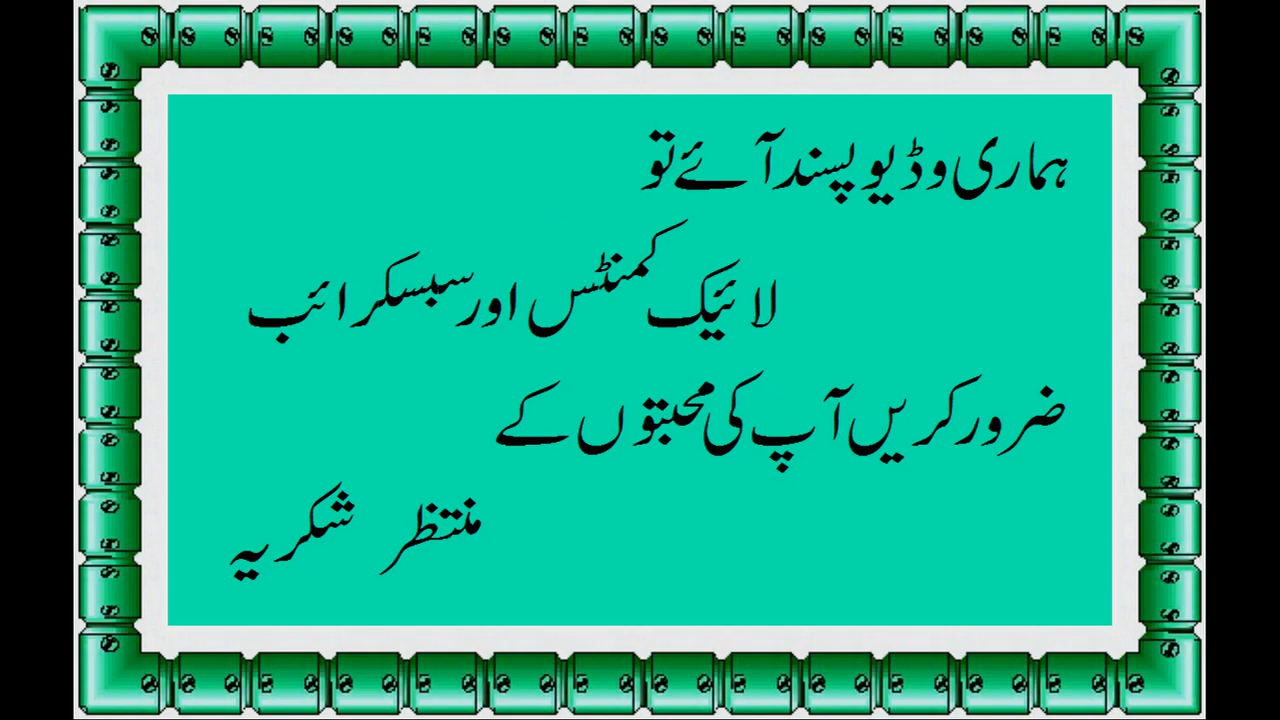 ہماری وڈیو پسند آئے تو
لائیک کمنٹس اور سبسکرائب
ضرور کریں آپ کی محبتوں کے
منتظر شکریہ